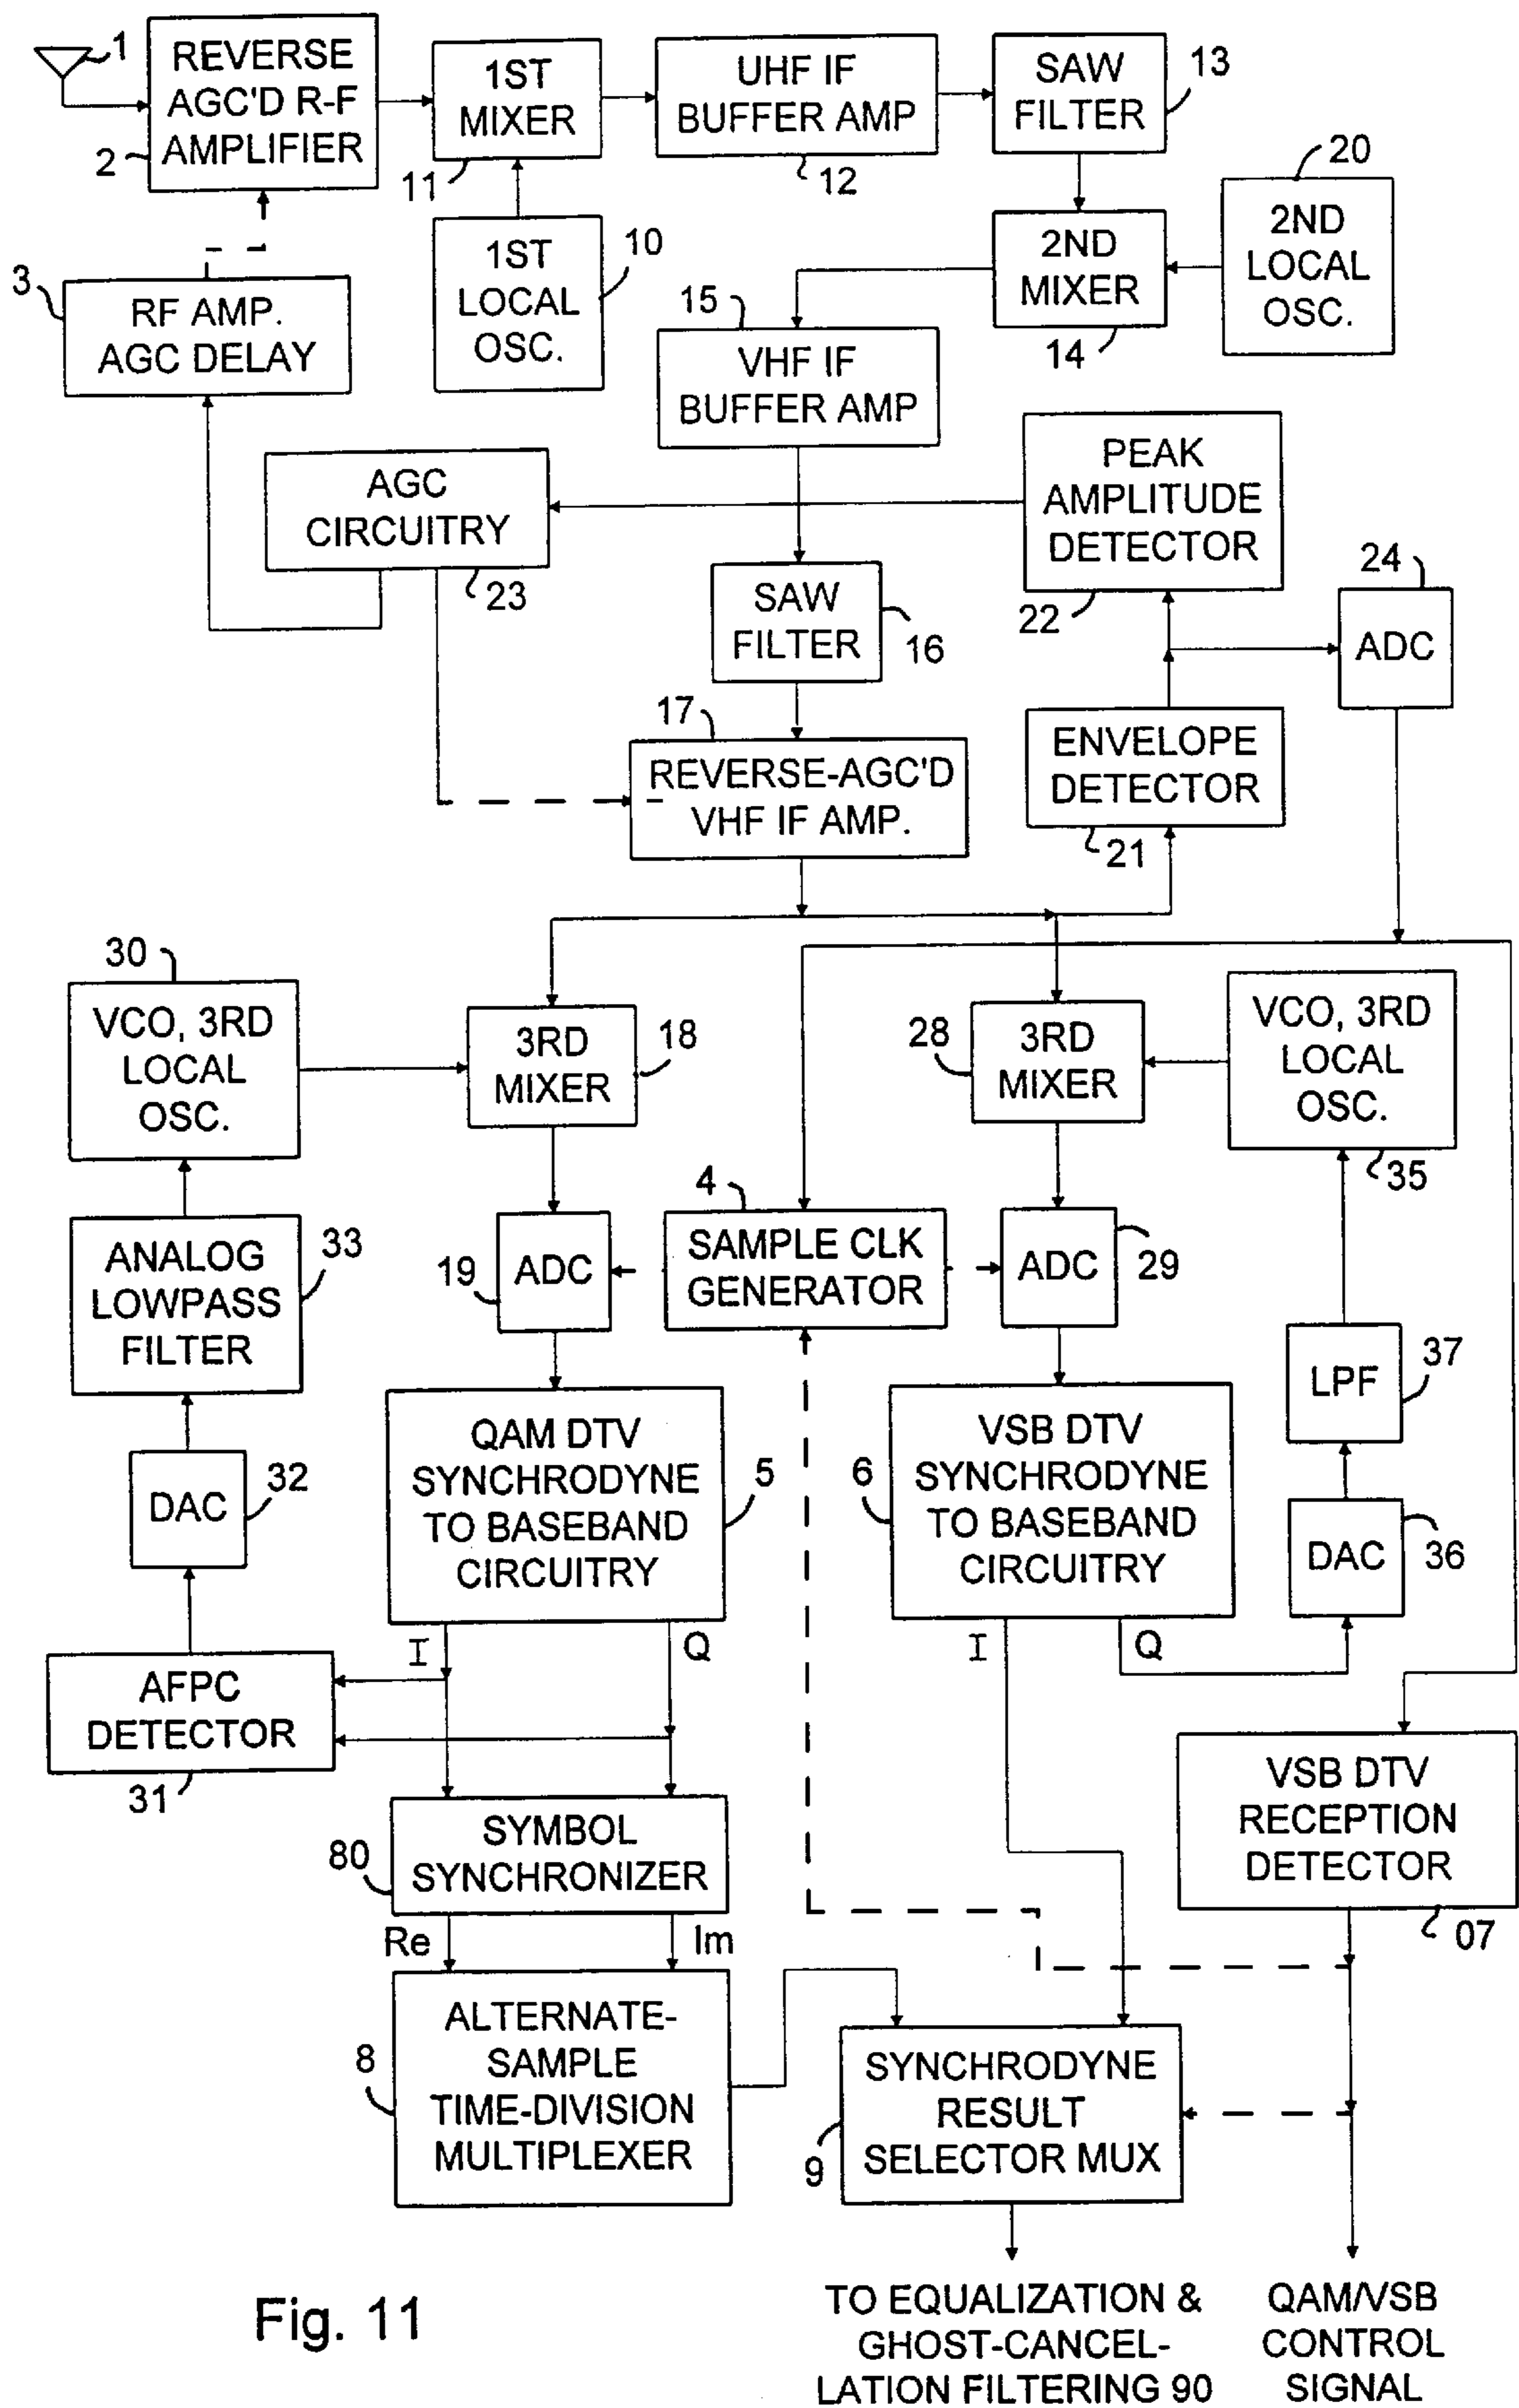 1
REVERSE
AGC'D R-F
AMPLIFIER
2
1ST
MIXER
11
UHF IF
BUFFER AMP
12
SAW
FILTER
13
20
3
RF AMP.
AGC DELAY
1ST
LOCAL
OSC.
10
2ND
MIXER
14
2ND
LOCAL
OSC.
15
VHF IF
BUFFER AMP
AGC
CIRCUITRY
23
PEAK
AMPLITUDE
DETECTOR
22
24
ADC
SAW
FILTER
16
17
REVERSE-AGC'D
VHF IF AMP.
ENVELOPE
DETECTOR
21
30
VCO, 3RD
LOCAL
OSC.
3RD
MIXER
18
28
3RD
MIXER
VCO, 3RD
LOCAL
OSC.
35
ANALOG
LOWPASS
FILTER
33
19
ADC
4
SAMPLE CLK
GENERATOR
ADC
29
LPF
37
DAC
32
QAM DTV
SYNCHRODYNE
TO BASEBAND
CIRCUITRY
5
6
VSB DTV
SYNCHRODYNE
TO BASEBAND
CIRCUITRY
DAC
36
I
Q
I
Q
AFPC
DETECTOR
31
VSB DTV
RECEPTION
DETECTOR
07
80
SYMBOL
SYNCHRONIZER
Re
Im
8
ALTERNATE-
SAMPLE
TIME-DIVISION
MULTIPLEXER
9
SYNCHRODYNE
RESULT
SELECTOR MUX
Fig. 11
TO EQUALIZATION &
GHOST-CANCEL-
LATION FILTERING 90
QAM/VSB
CONTROL
SIGNAL